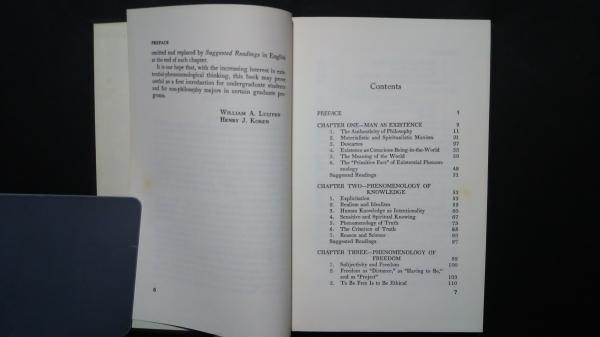 PREFACE
omitted and replaced by Suggested Readings in English
at the end of each chapter.
It is our hope that, with the increasing interest in exis-
tential-phenomenological thinking, this book may prove
useful as a first introduction for undergraduate students
and for non-philosophy majors in certain graduate pro-
grams.
WILLIAM A. LUIJPEN
HENRY J. KOREN
6
Contents
PREFACE
CHAPTER ONE—MAN AS EXISTENCE 9
1. The Authenticity of Philosophy 11
2. Materialistic and Spiritualistic Monism 21
3. Descartes 27
4. Existence as Conscious-Being-in-the-World 33
5. The Meaning of the World 39
6. The "Primitive Fact" of Existential Phenom-
enology 48
Suggested Readings 51
CHAPTER TWO—PHENOMENOLOGY OF
KNOWLEDGE 53
1. Explicitation 53
2. Realism and Idealism 55
3. Human Knowledge as Intentionality 60
4. Sensitive and Spiritual Knowing 67
5. Phenomenology of Truth 75
6. The Criterion of Truth 85
7. Reason and Science
Suggested Readings 97
CHAPTER THREE—PHENOMENOLOGY OF
FREEDOM 99
1. Subjectivity and Freedom 100
2. Freedom as "Distance," as "Having to Be,"
and as "Project" 103
3. To Be Free Is to Be Ethical 110
7